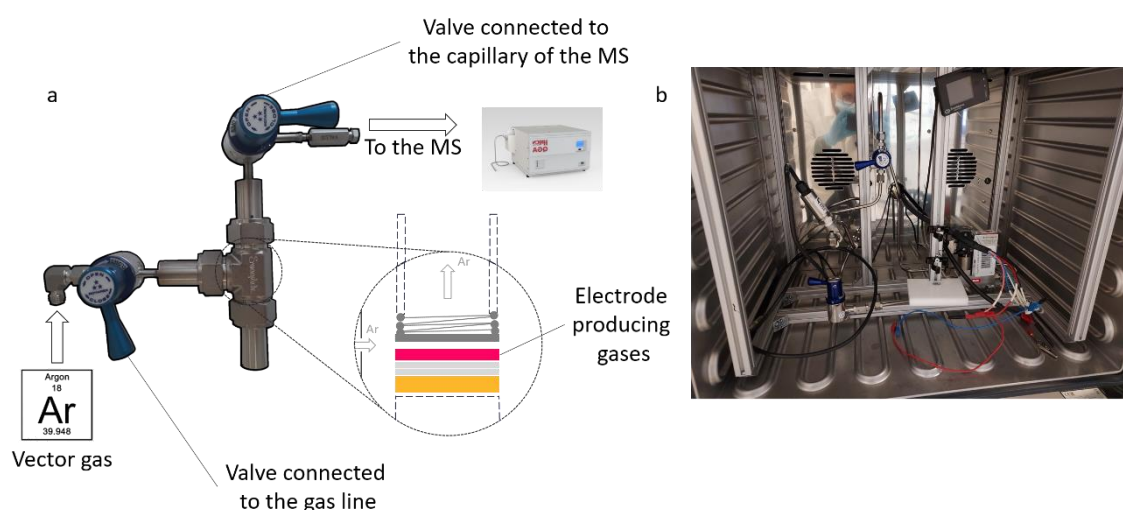 Valve connected to
the capillary of the MS
a
b
To the MS
Ar
Ar
Electrode
producing
gases
Argon
18
Ar
39.948
Vector gas
Valve connected
to the gas line